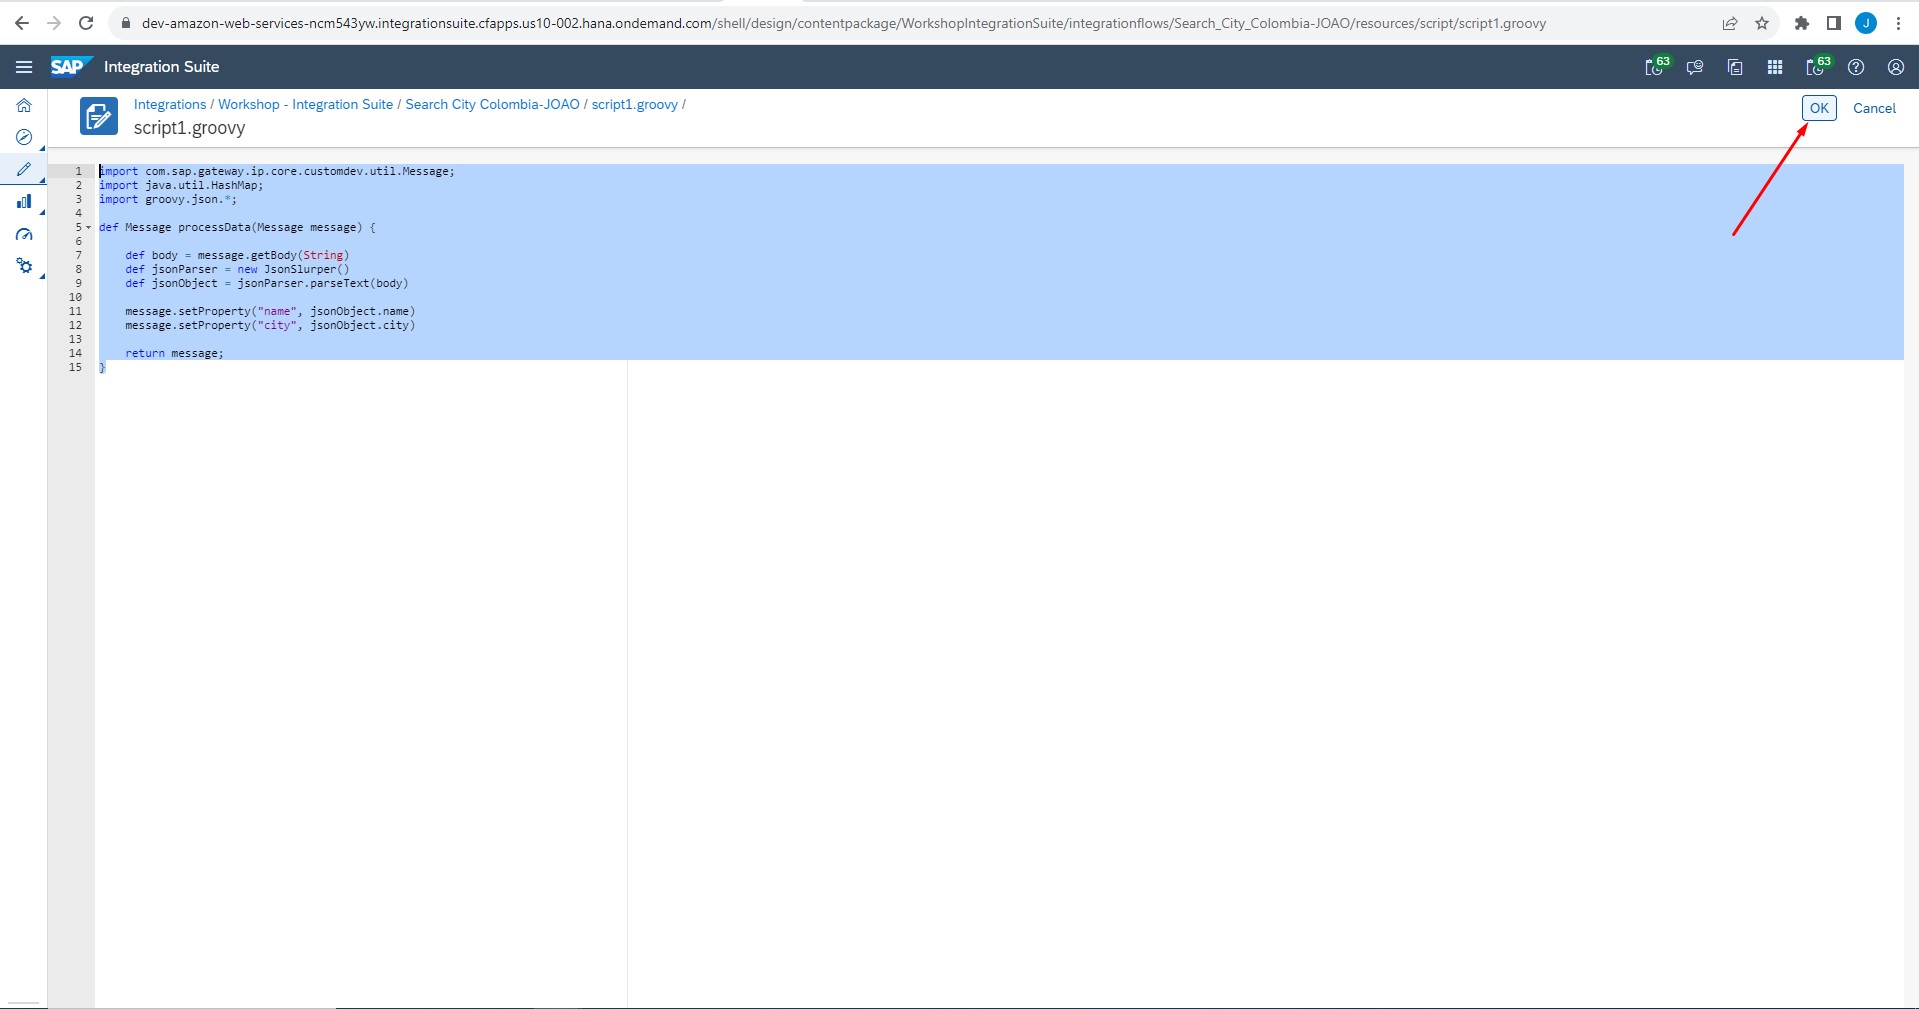 dev-amazon-web-services-ncm543yw.integrationsuite.cfapps.us10-002.hana.ondemand.com/shell/design/contentpackage/WorkshopIntegrationSuite/integrationflows/Search_City_Colombia-JOAO/resources/script/script1.groovy
J
SAP Integration Suite
63
63
Integrations / Workshop - Integration Suite / Search City Colombia-JOAO / script1.groovy /
script1.groovy
OK Cancel
1 import com.sap.gateway.ip.core.customdev.util.Message;
2 import java.util.HashMap;
3 import groovy.json.*;
4
5 def Message processData(Message message) {
6
7 def body = message.getBody(String)
8 def jsonParser = new JsonSlurper()
9 def jsonObject = jsonParser.parseText(body)
10
11 message.setProperty("name", jsonObject.name)
12 message.setProperty("city", jsonObject.city)
13
14 return message;
15 }